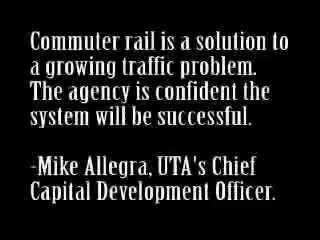 Commuter rail is a solution to
a growing traffic problem.
The agency is confident the
system will be successful.
-Mike Allegra, UTA's Chief
Capital Development Officer.